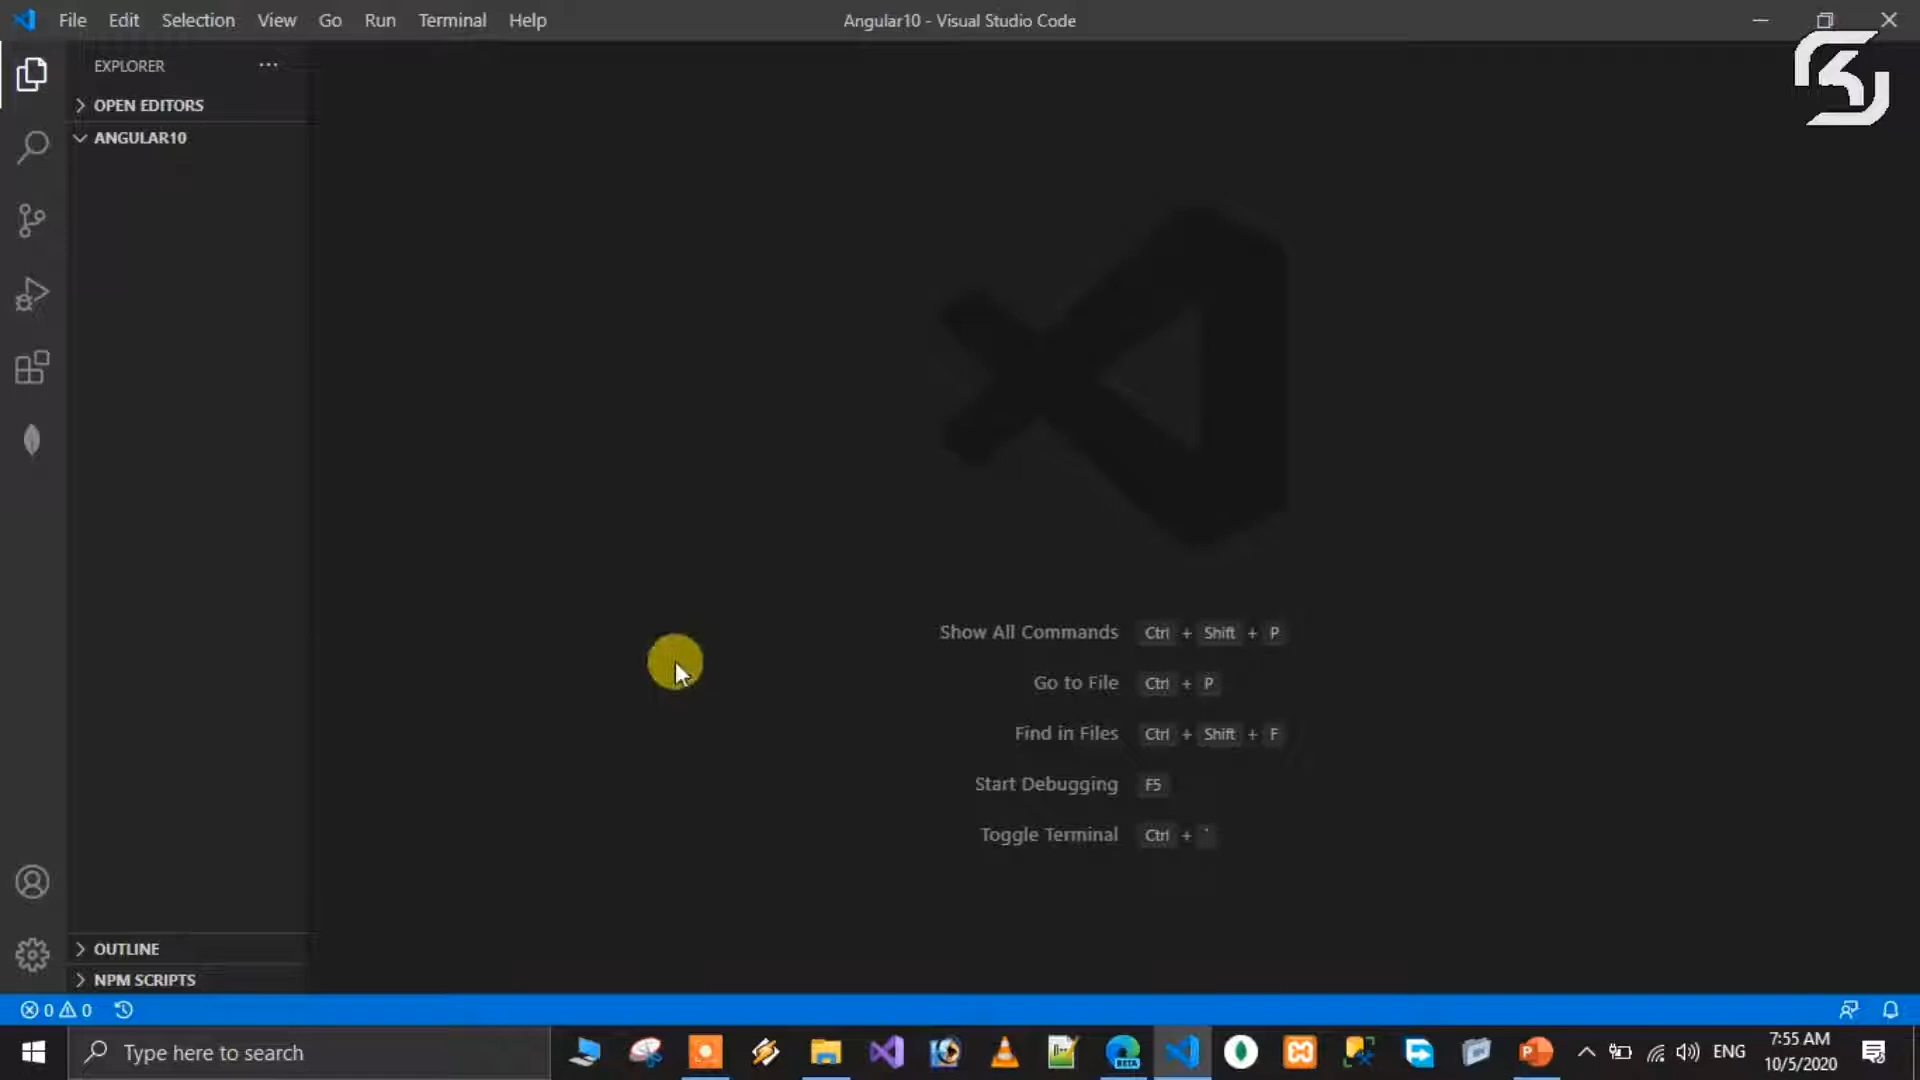 File Edit Selection View Go Run Terminal Help
Angular10 - Visual Studio Code
EXPLORER
OPEN EDITORS
ANGULAR10
Show All Commands Ctrl + Shift + P
Go to File Ctrl + P
Find in Files Ctrl + Shift + F
Start Debugging F5
Toggle Terminal Ctrl + `
OUTLINE
NPM SCRIPTS
0 0
Type here to search
BETA
ENG
7:55 AM
10/5/2020